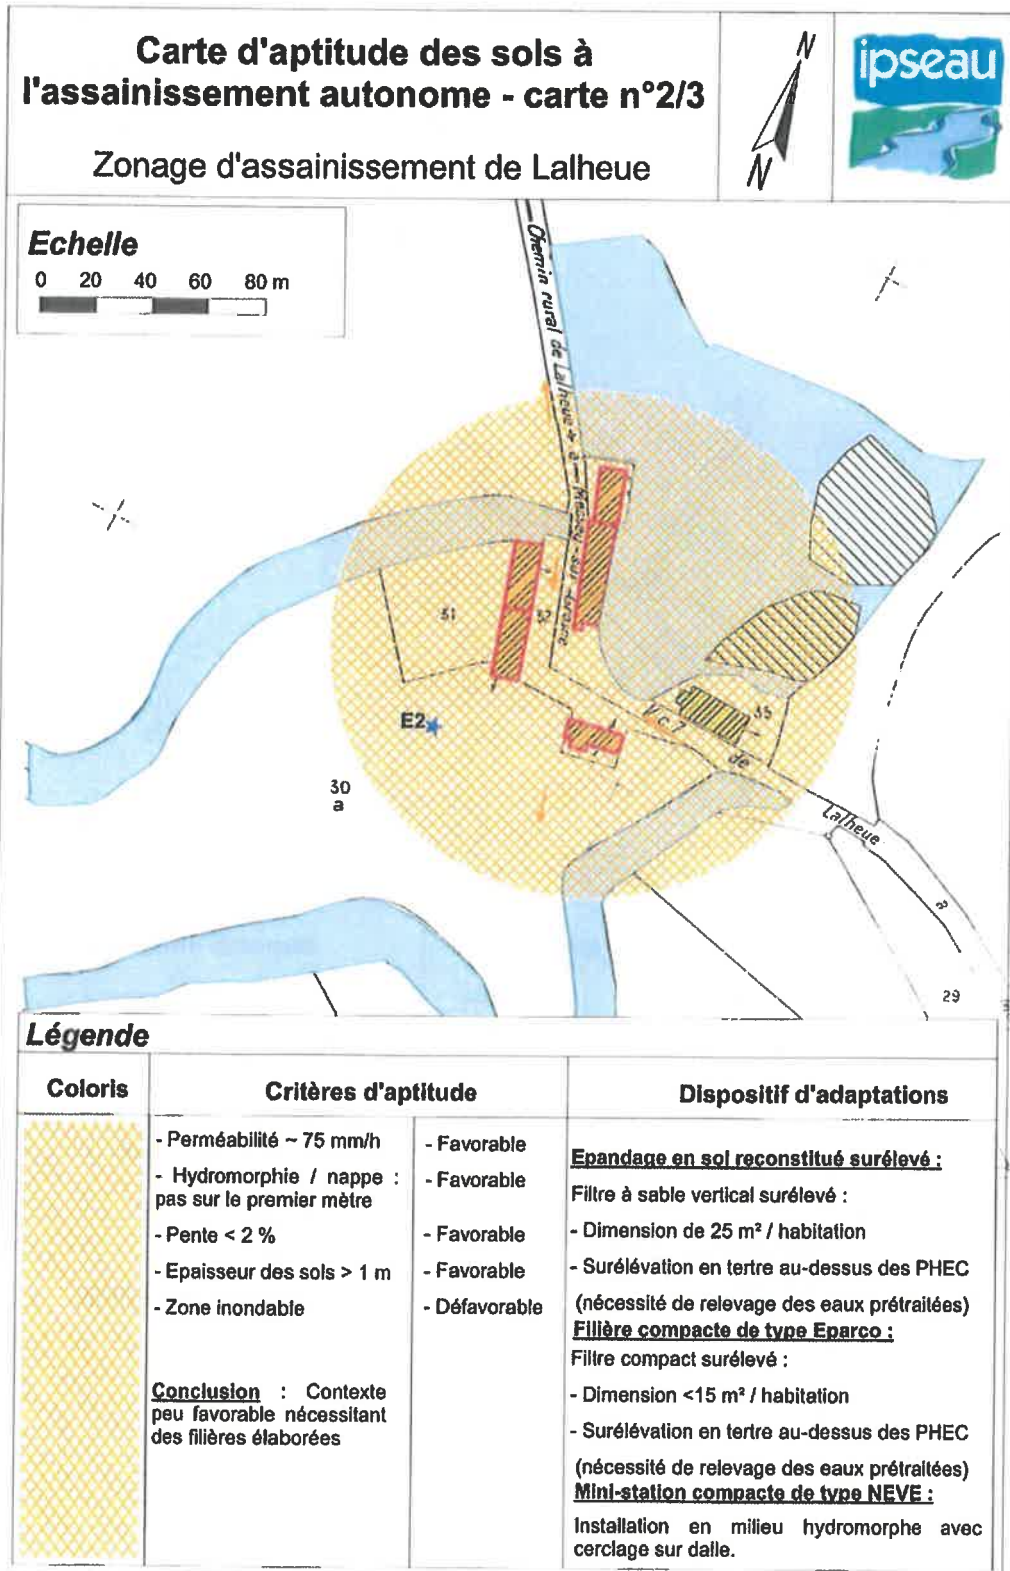 Carte d'aptitude des sols à
l'assainissement autonome - carte n°2/3
Zonage d'assainissement de Lalheue
N
N
ipseau
Echelle
0 20 40 60 80 m
Chemin rural de Lalheue à Messey-sur-Grosne
31
32
E2
30
a
V.c.7
de
35
Lalheue
a
29
Légende
Coloris
Critères d'aptitude
Dispositif d'adaptations
- Perméabilité ~ 75 mm/h
- Favorable
- Hydromorphie / nappe :
pas sur le premier mètre
- Favorable
- Pente < 2 %
- Favorable
- Epaisseur des sols > 1 m
- Favorable
- Zone inondable
- Défavorable
Conclusion : Contexte
peu favorable nécessitant
des filières élaborées
Epandage en sol reconstitué surélevé :
Filtre à sable vertical surélevé :
- Dimension de 25 m² / habitation
- Surélévation en tertre au-dessus des PHEC
(nécessité de relevage des eaux prétraitées)
Filière compacte de type Eparco :
Filtre compact surélevé :
- Dimension <15 m² / habitation
- Surélévation en tertre au-dessus des PHEC
(nécessité de relevage des eaux prétraitées)
Mini-station compacte de type NEVE :
Installation en milieu hydromorphe avec
cerclage sur dalle.